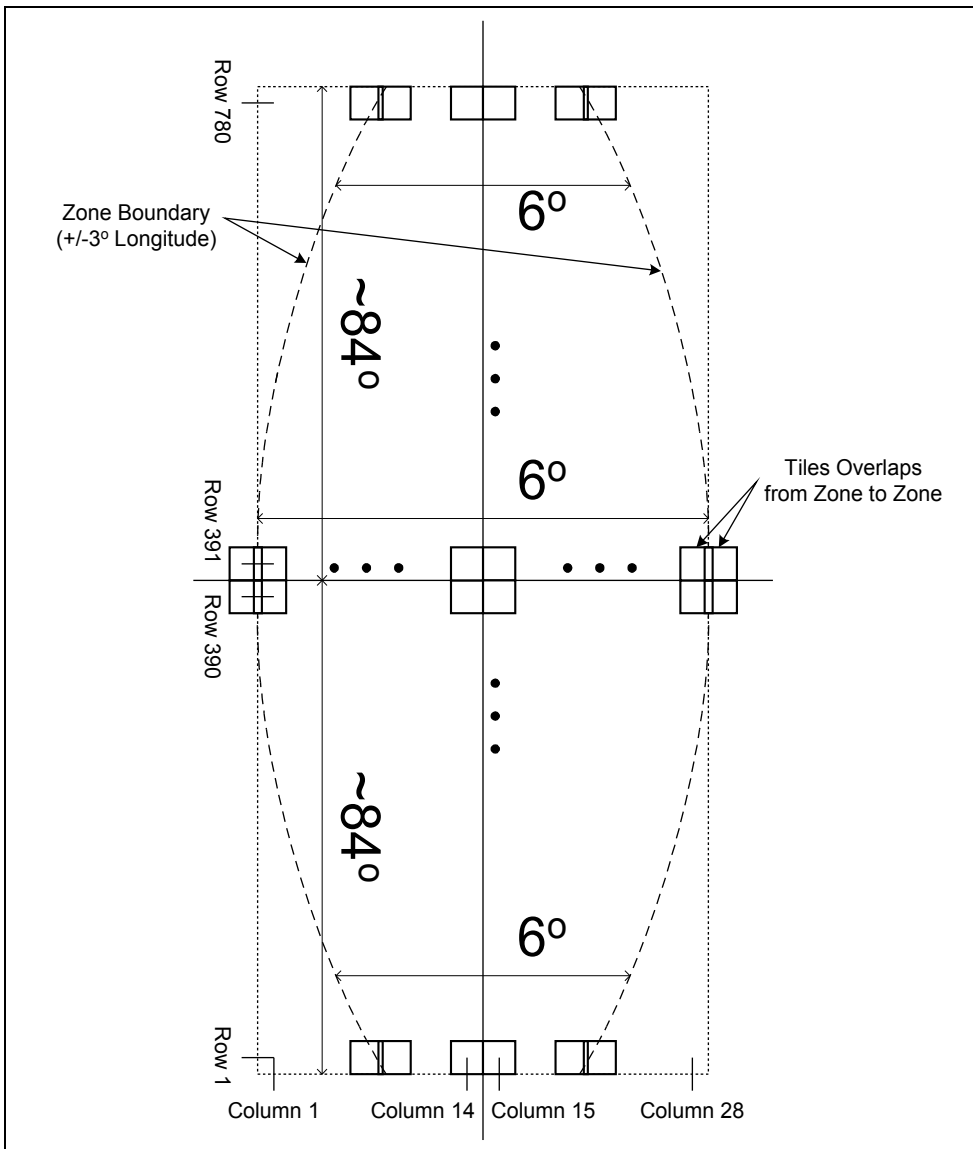 Row 780
6º
Zone Boundary
(+/-3º Longitude)
~84º
6º
Tiles Overlaps
from Zone to Zone
Row 391
Row 390
~84º
6º
Row 1
Column 1
Column 14
Column 15
Column 28